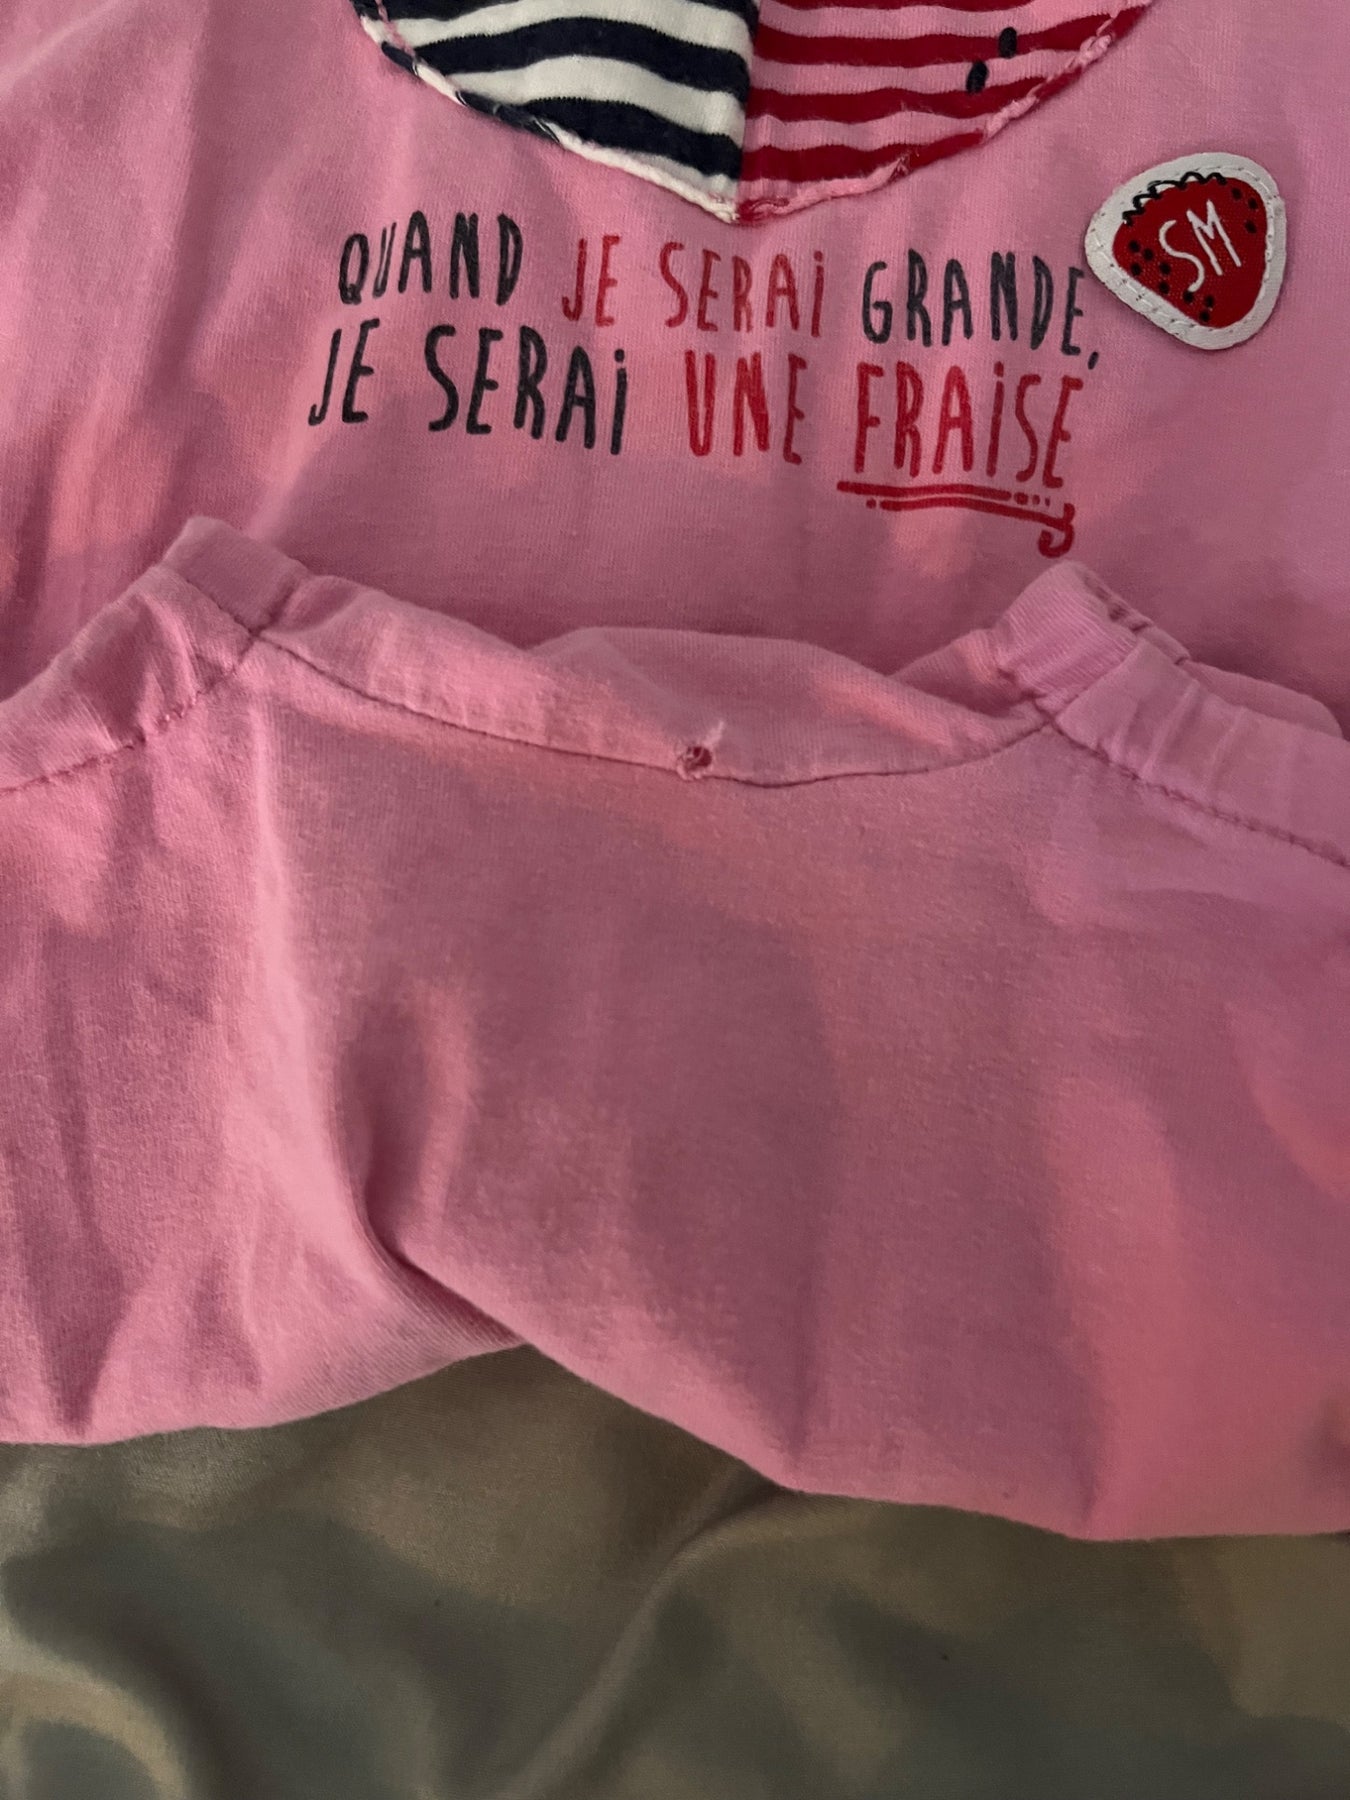 SM
QUAND JE SERAi GRANDE,
JE SERAi UNE FRAiSE